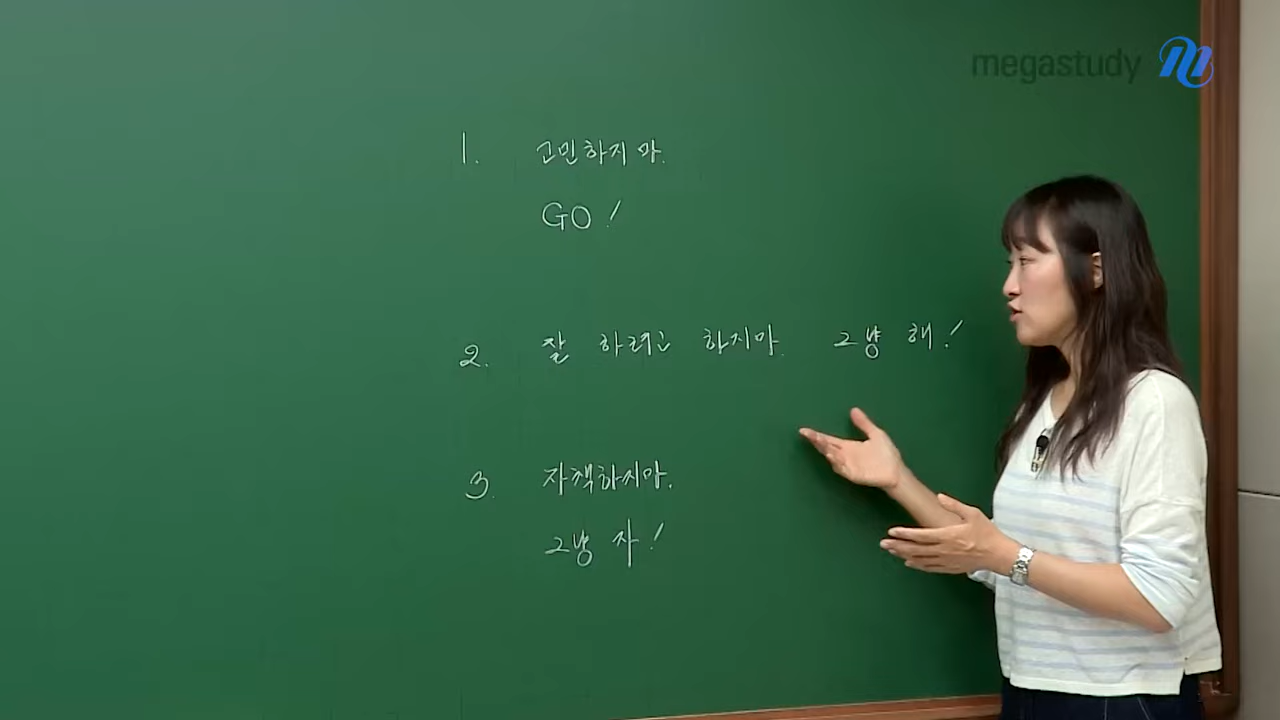 megastudy
1. 고민하지 마.
GO!
2. 잘 하려고 하지마. 그냥 해!
3. 자책하지마.
그냥 자!